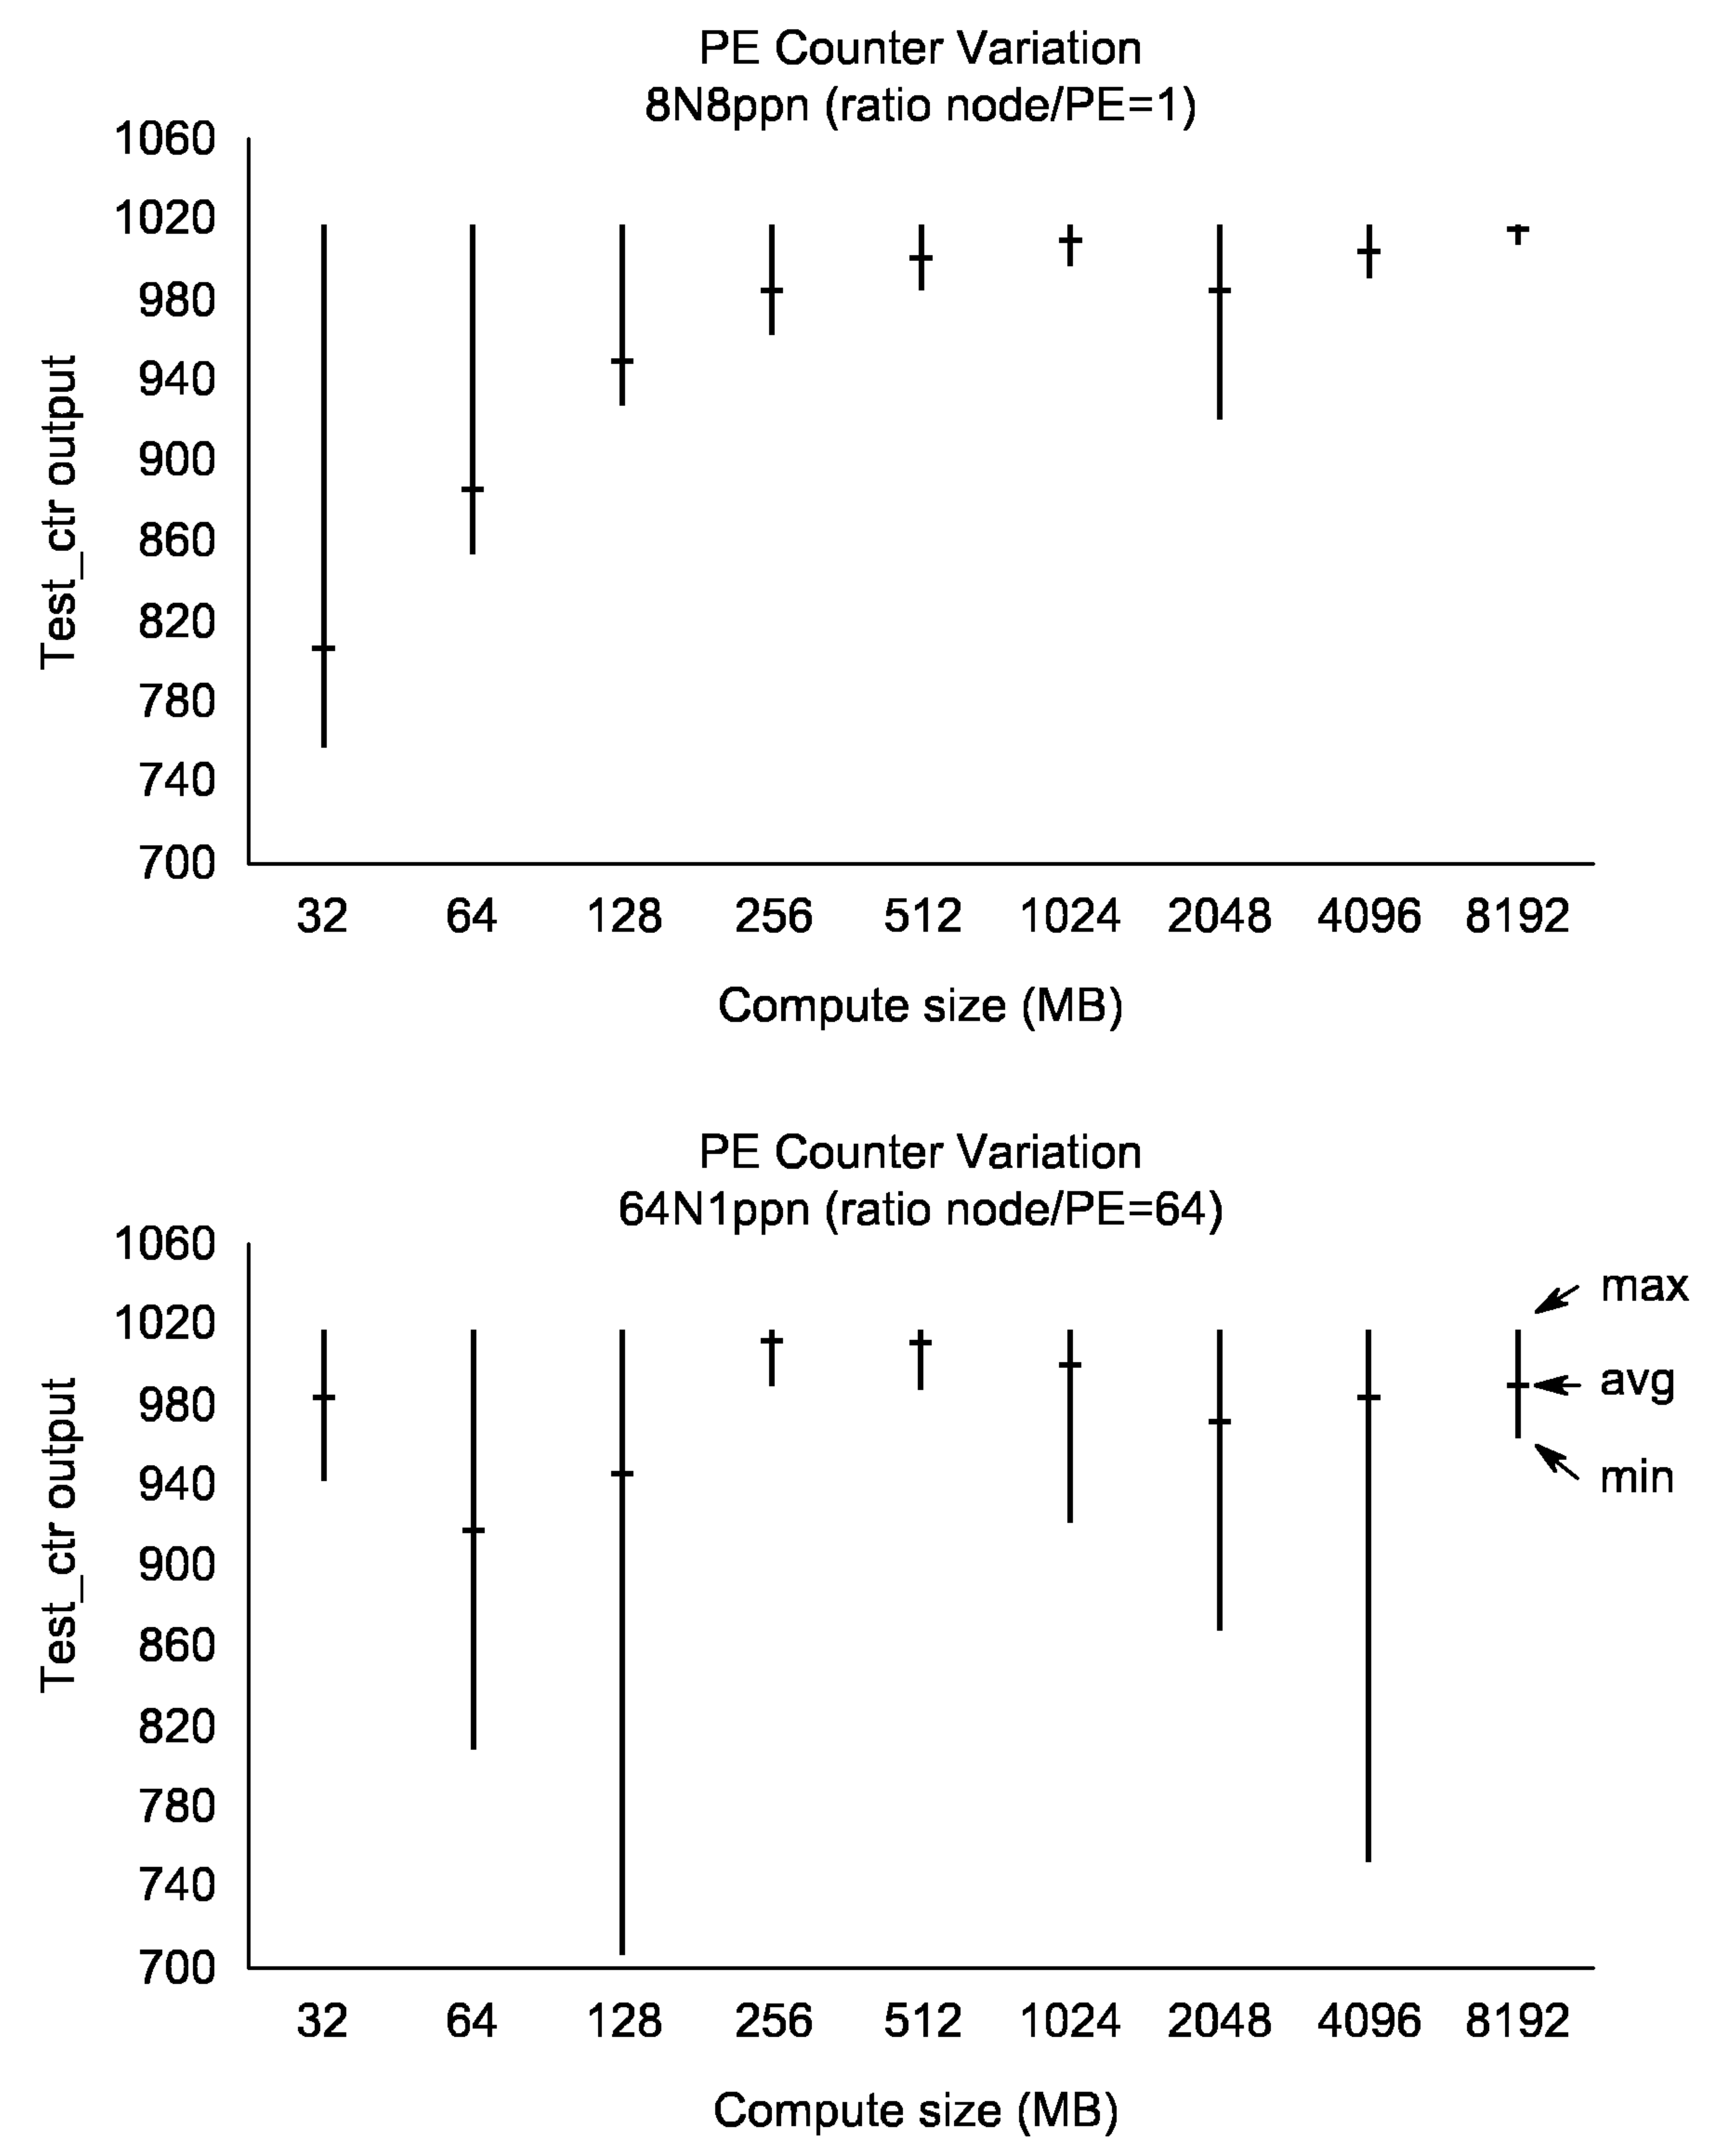 PE Counter Variation
8N8ppn (ratio node/PE=1)
1060
1020
980
940
900
860
820
780
740
700
Test_ctr output
32 64 128 256 512 1024 2048 4096 8192
Compute size (MB)
PE Counter Variation
64N1ppn (ratio node/PE=64)
1060
1020
980
940
900
860
820
780
740
700
Test_ctr output
max
avg
min
32 64 128 256 512 1024 2048 4096 8192
Compute size (MB)